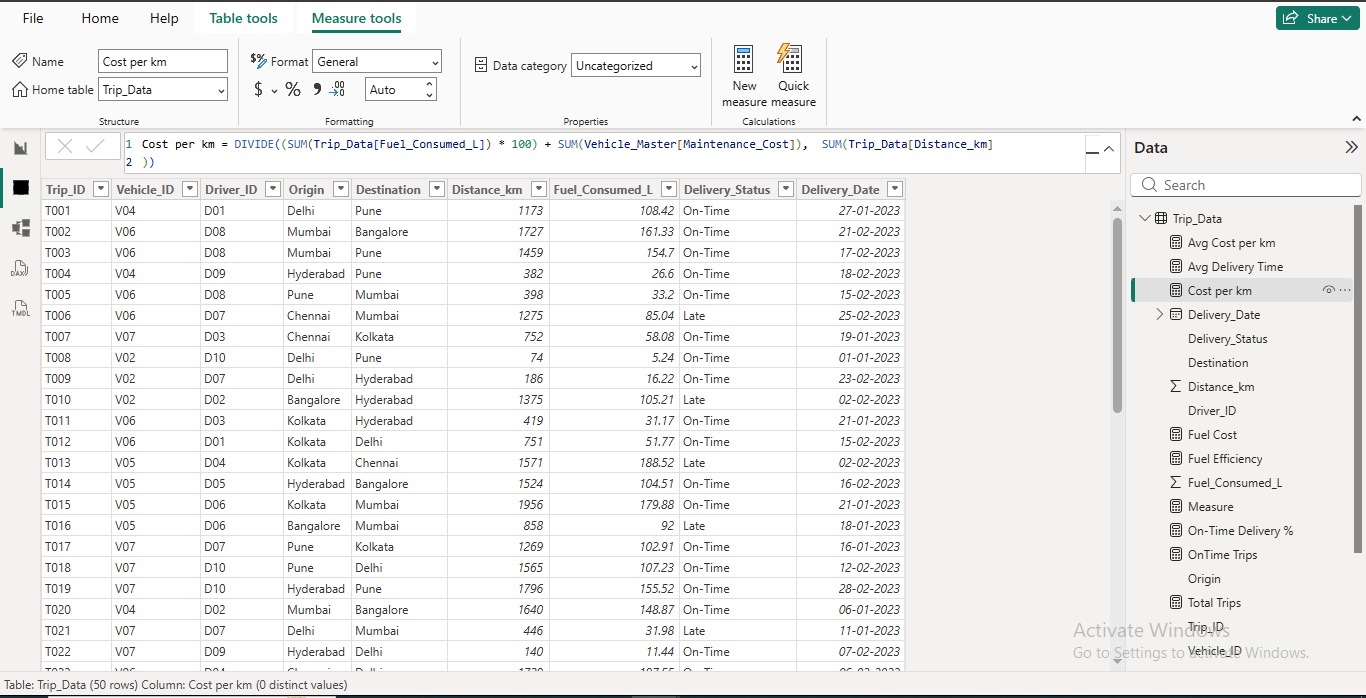 File Home Help Table tools Measure tools Share
Name Cost per km
Home table Trip_Data
Structure
$% Format General
$ % , .00 Auto
Formatting
Data category Uncategorized
Properties
New measure Quick measure
Calculations
1 Cost per km = DIVIDE((SUM(Trip_Data[Fuel_Consumed_L]) * 100) + SUM(Vehicle_Master[Maintenance_Cost]), SUM(Trip_Data[Distance_km]
2 ))
DAX
TMDL
Trip_ID Vehicle_ID Driver_ID Origin Destination Distance_km Fuel_Consumed_L Delivery_Status Delivery_Date
T001 V04 D01 Delhi Pune 1173 108.42 On-Time 27-01-2023
T002 V06 D08 Mumbai Bangalore 1727 161.33 On-Time 21-02-2023
T003 V06 D08 Mumbai Pune 1459 154.7 On-Time 17-02-2023
T004 V04 D09 Hyderabad Pune 382 26.6 On-Time 18-02-2023
T005 V06 D08 Pune Mumbai 398 33.2 On-Time 15-02-2023
T006 V06 D07 Chennai Mumbai 1275 85.04 Late 25-02-2023
T007 V07 D03 Chennai Kolkata 752 58.08 On-Time 19-01-2023
T008 V02 D10 Delhi Pune 74 5.24 On-Time 01-01-2023
T009 V02 D07 Delhi Hyderabad 186 16.22 On-Time 23-02-2023
T010 V02 D02 Bangalore Hyderabad 1375 105.21 Late 02-02-2023
T011 V06 D03 Kolkata Hyderabad 419 31.17 On-Time 21-01-2023
T012 V06 D01 Kolkata Delhi 751 51.77 On-Time 15-02-2023
T013 V05 D04 Kolkata Chennai 1571 188.52 Late 02-02-2023
T014 V05 D05 Hyderabad Bangalore 1524 104.51 On-Time 16-02-2023
T015 V05 D06 Kolkata Mumbai 1956 179.88 On-Time 21-01-2023
T016 V05 D06 Bangalore Mumbai 858 92 Late 18-01-2023
T017 V07 D07 Pune Kolkata 1269 102.91 On-Time 16-01-2023
T018 V07 D10 Pune Delhi 1565 107.23 On-Time 12-02-2023
T019 V07 D10 Hyderabad Pune 1796 155.52 On-Time 28-02-2023
T020 V04 D02 Mumbai Bangalore 1640 148.87 On-Time 06-01-2023
T021 V07 D07 Delhi Mumbai 446 31.98 Late 11-01-2023
T022 V07 D09 Hyderabad Delhi 140 11.44 On-Time 07-02-2023
Data
Search
Trip_Data
Avg Cost per km
Avg Delivery Time
Cost per km
Delivery_Date
Delivery_Status
Destination
Distance_km
Driver_ID
Fuel Cost
Fuel Efficiency
Fuel_Consumed_L
Measure
On-Time Delivery %
OnTime Trips
Origin
Total Trips
Trip_ID
Vehicle_ID
Activate Windows
Go to Settings to activate Windows.
Table: Trip_Data (50 rows) Column: Cost per km (0 distinct values)